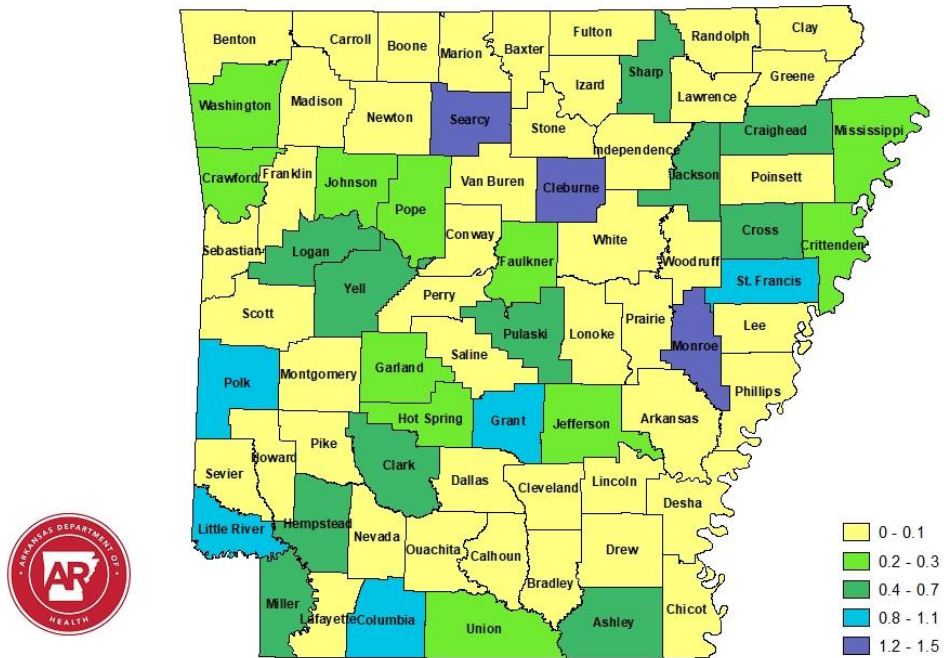 Benton
Carroll
Boone
Marion
Baxter
Fulton
Randolph
Clay
Sharp
Izard
Greene
Lawrence
Washington
Madison
Newton
Searcy
Stone
Independence
Craighead
Mississippi
Crawford
Franklin
Johnson
Pope
Van Buren
Cleburne
Jackson
Poinsett
Sebastian
Logan
Conway
Faulkner
White
Woodruff
Cross
Crittenden
Yell
Perry
St. Francis
Scott
Pulaski
Lonoke
Prairie
Monroe
Lee
Polk
Montgomery
Garland
Saline
Phillips
Hot Spring
Grant
Jefferson
Arkansas
Sevier
Howard
Pike
Clark
Dallas
Cleveland
Lincoln
Desha
Little River
Hempstead
Nevada
Ouachita
Calhoun
Bradley
Drew
Chicot
Miller
Lafayette
Columbia
Union
Ashley
ARKANSAS DEPARTMENT OF
AR
HEALTH
0 - 0.1
0.2 - 0.3
0.4 - 0.7
0.8 - 1.1
1.2 - 1.5